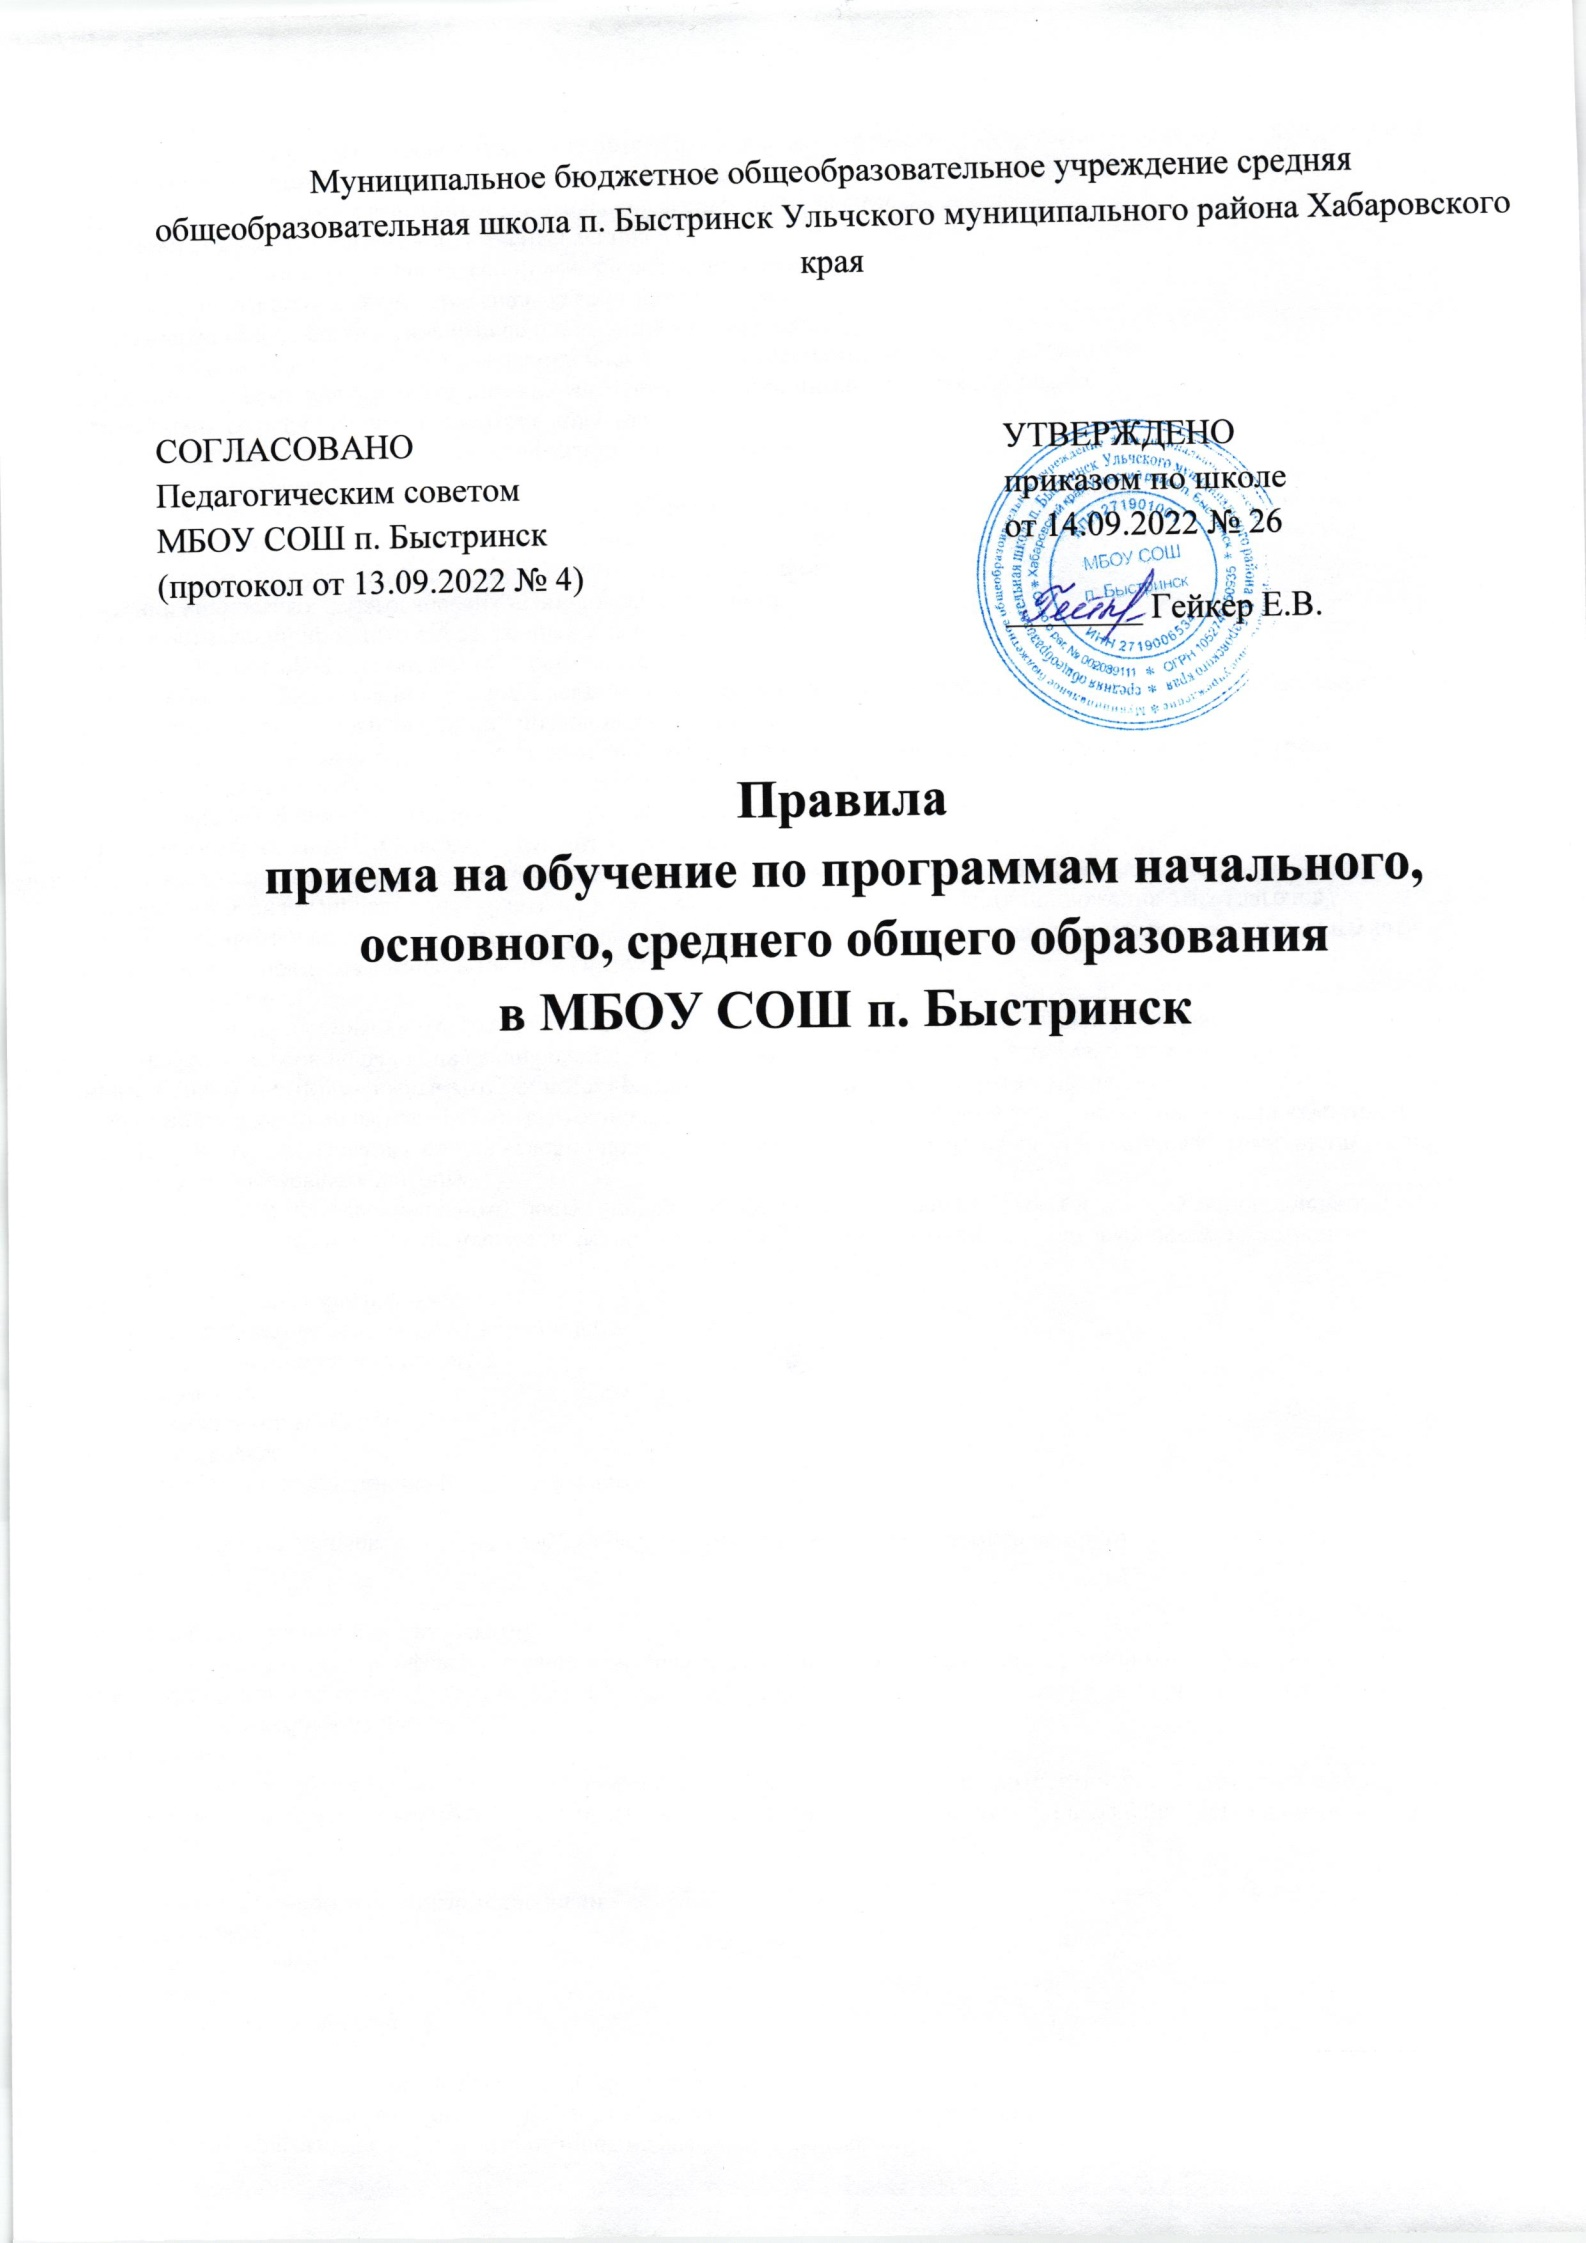 Муниципальное бюджетное общеобразовательное учреждение средняя
общеобразовательная школа п. Быстринск Ульчского муниципального района Хабаровского
края
СОГЛАСОВАНО
Педагогическим советом
МБОУ СОШ п. Быстринск
(протокол от 13.09.2022 № 4)
УТВЕРЖДЕНО
приказом по школе
от 14.09.2022 № 26
Гейкер Е.В.
МБОУ СОШ
п. Быстринск
Правила
приема на обучение по программам начального,
основного, среднего общего образования
в МБОУ СОШ п. Быстринск